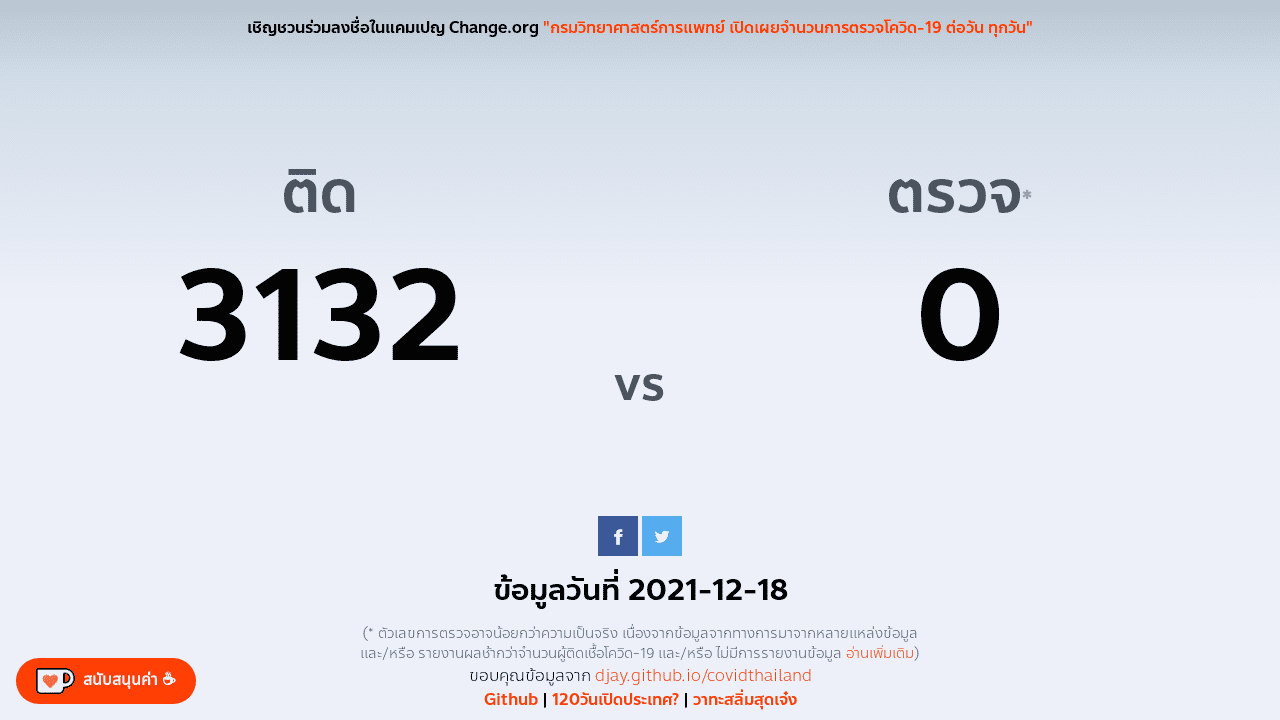 เชิญชวนร่วมลงชื่อในแคมเปญ Change.org "กรมวิทยาศาสตร์การแพทย์ เปิดเผยจำนวนการตรวจโควิด-19 ต่อวัน ทุกวัน"
ติด
3132
vs
ตรวจ*
0
ข้อมูลวันที่ 2021-12-18
(* ตัวเลขการตรวจอาจน้อยกว่าความเป็นจริง เนื่องจากข้อมูลจากทางการมาจากหลายแหล่งข้อมูล
และ/หรือ รายงานผลช้ากว่าจำนวนผู้ติดเชื้อโควิด-19 และ/หรือ ไม่มีการรายงานข้อมูล อ่านเพิ่มเติม)
ขอบคุณข้อมูลจาก djay.github.io/covidthailand
Github | 120วันเปิดประเทศ? | วาทะสลิ่มสุดเจ๋ง
สนับสนุนค่า ☕